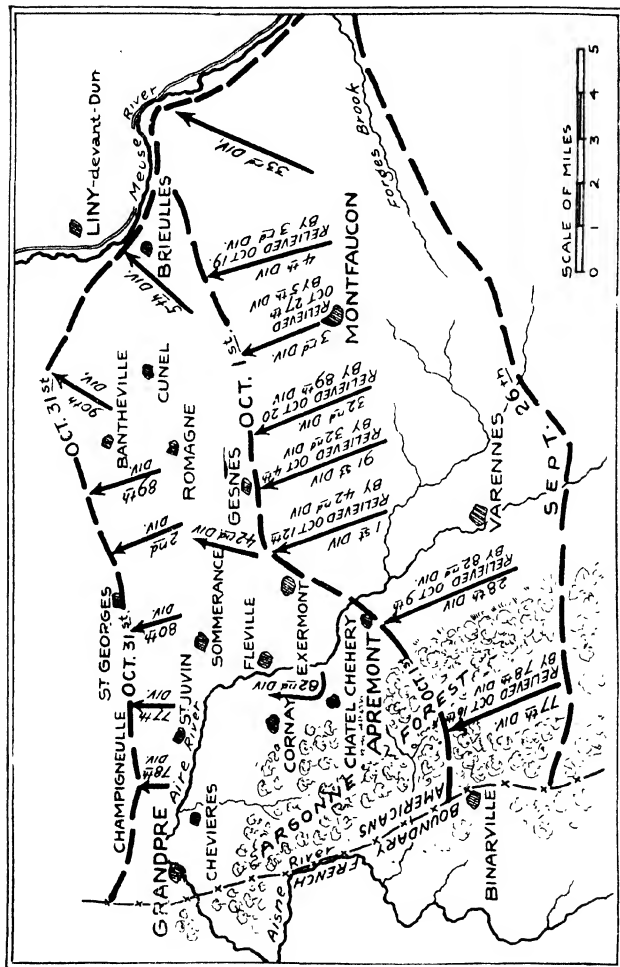 LINY-devant-Dun
Meuse River
BRIEULLES
33rd DIV.
5th DIV.
OCT. 31st
90th
DIV.
BANTHEVILLE
CUNEL
ROMAGNE
89th
DIV
2nd
DIV.
ST GEORGES
80th
DIV
OCT. 31st.
CHAMPIGNEULLE
77th
DIV.
78th
DIV
ST JUVIN
Aire River
GRANDPRE
CHEVIERES
SOMMERANCE
FLEVILLE
EXERMONT
CORNAY
82nd DIV
CHATEL CHEHERY
APREMONT
42cd DIV
GESNES
OCT. 1st.
4th DIV
RELIEVED OCT 19.
BY 3cd DIV.
3rd DIV.
RELIEVED
OCT 27th
BY 5th DIV
MONTFAUCON
32nd DIV.
RELIEVED OCT 20
BY 89th DIV
91st DIV
RELIEVED OCT 4th
BY 32nd DIV.
1st DIV
RELIEVED OCT 12th
BY 42nd DIV
28th DIV
RELIEVED OCT 9th
BY 82nd DIV.
77th DIV.
RELIEVED OCT 16th
BY 78th DIV
OCT 1st
ARGONNE FOREST
Aisne River
FRENCH
BOUNDARY
AMERICANS
BINARVILLE
VARENNES
SEPT. 26th
Forges Brook
SCALE OF MILES
0 1 2 3 4 5